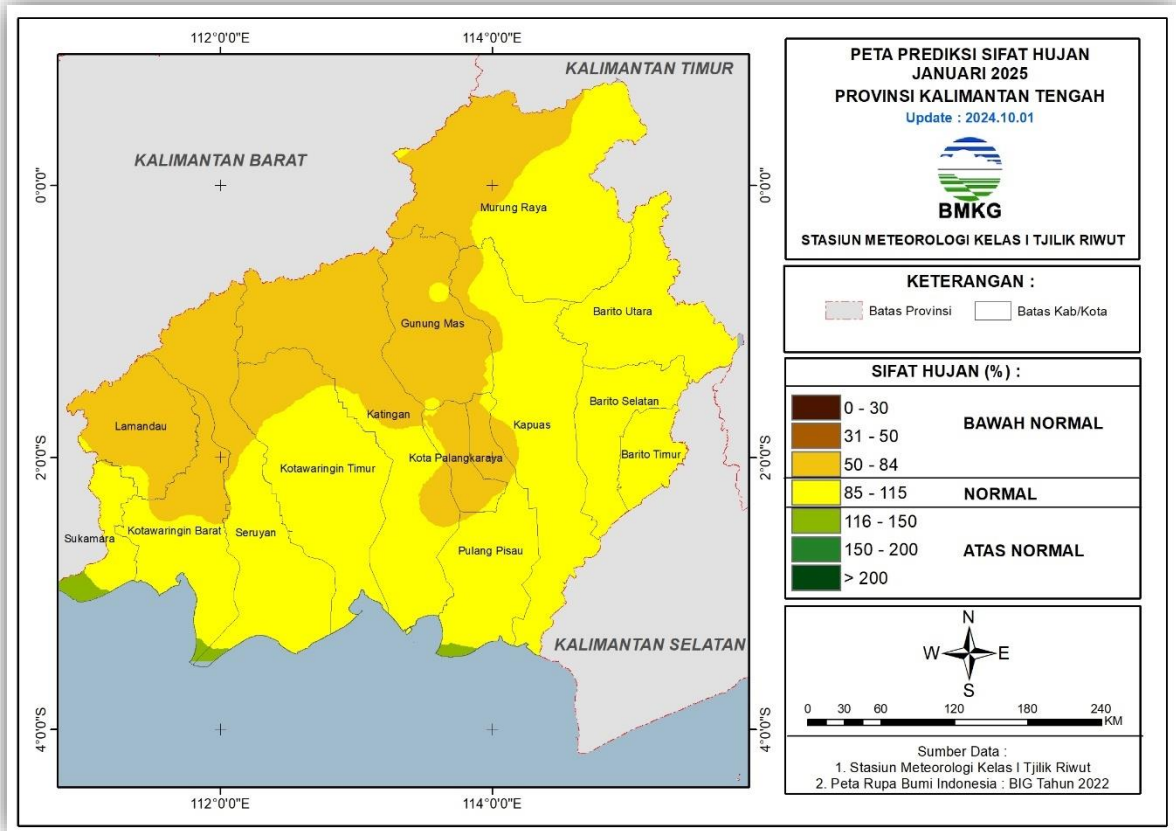 112°0'0"E
114°0'0"E
KALIMANTAN TIMUR
KALIMANTAN BARAT
0°0'0"
0°0'0"
Murung Raya
Barito Utara
Gunung Mas
Barito Selatan
Lamandau
Katingan
Kapuas
2°0'0"S
Kotawaringin Timur
Kota Palangkaraya
Barito Timur
2°0'0"S
Sukamara
Kotawaringin Barat
Seruyan
Pulang Pisau
KALIMANTAN SELATAN
4°0'0"S
4°0'0"S
112°0'0"E
114°0'0"E
PETA PREDIKSI SIFAT HUJAN
JANUARI 2025
PROVINSI KALIMANTAN TENGAH
Update : 2024.10.01
BMKG
STASIUN METEOROLOGI KELAS I TJILIK RIWUT
KETERANGAN :
Batas Provinsi
Batas Kab/Kota
SIFAT HUJAN (%) :
0 - 30
31 - 50
BAWAH NORMAL
50 - 84
85 - 115
NORMAL
116 - 150
150 - 200
ATAS NORMAL
> 200
N
W E
S
0 30 60 120 180 240
KM
Sumber Data :
1. Stasiun Meteorologi Kelas I Tjilik Riwut
2. Peta Rupa Bumi Indonesia : BIG Tahun 2022